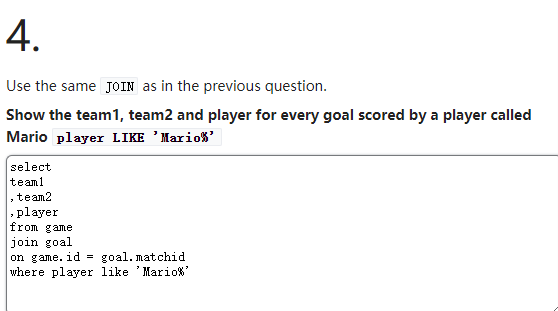 4.
Use the same JOIN as in the previous question.
Show the team1, team2 and player for every goal scored by a player called
Mario player LIKE 'Mario%'
select
team1
,team2
,player
from game
join goal
on game.id = goal.matchid
where player like 'Mario%'